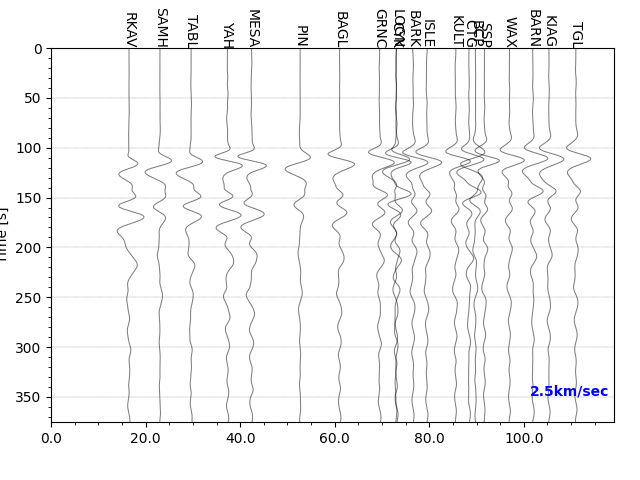 RKAV SAMH TABL YAH MESA PIN BAGL GRNC BARK ISLE KULT CTG SSP WAX BARN KIAG TGL
0
50
100
150
200
250
300
350
Time [s]
2.5km/sec
0.0 20.0 40.0 60.0 80.0 100.0